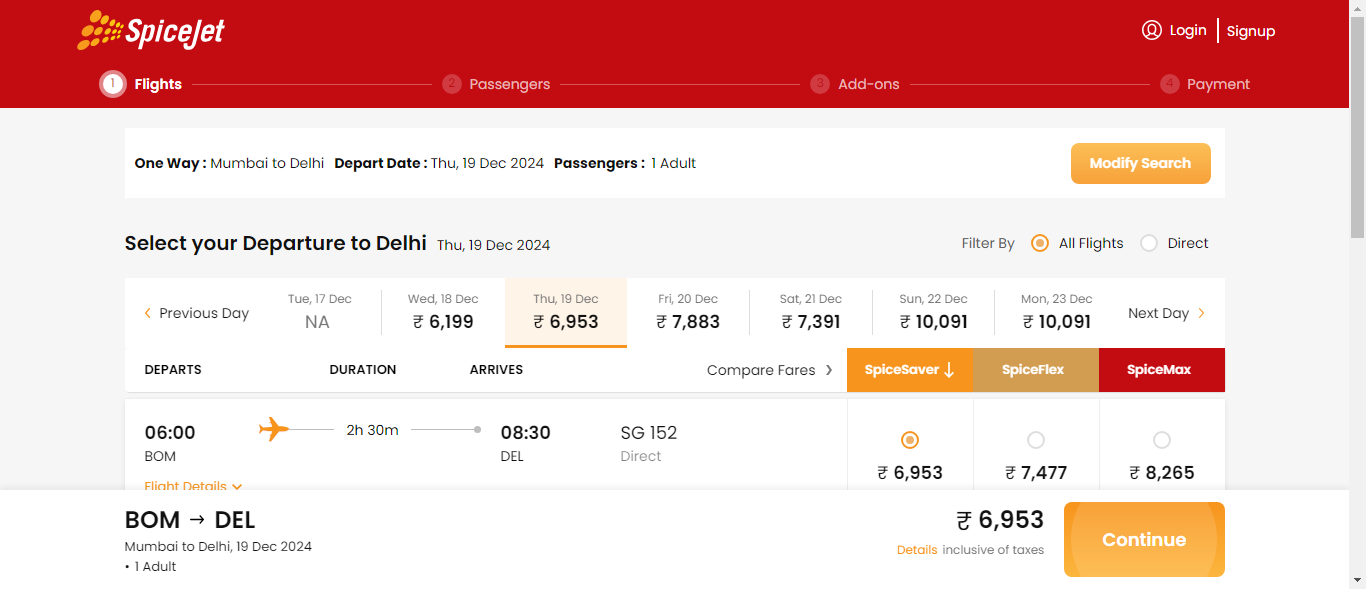 SpiceJet
Login Signup
1 Flights 2 Passengers 3 Add-ons 4 Payment
One Way : Mumbai to Delhi Depart Date : Thu, 19 Dec 2024 Passengers : 1 Adult Modify Search
Select your Departure to Delhi Thu, 19 Dec 2024 Filter By All Flights Direct
Previous Day
Tue, 17 Dec
NA
Wed, 18 Dec
₹ 6,199
Thu, 19 Dec
₹ 6,953
Fri, 20 Dec
₹ 7,883
Sat, 21 Dec
₹ 7,391
Sun, 22 Dec
₹ 10,091
Mon, 23 Dec
₹ 10,091
Next Day
DEPARTS DURATION ARRIVES Compare Fares SpiceSaver ↓ SpiceFlex SpiceMax
06:00 2h 30m 08:30 SG 152
BOM DEL Direct
₹ 6,953 ₹ 7,477 ₹ 8,265
Flight Details
BOM → DEL
Mumbai to Delhi, 19 Dec 2024
• 1 Adult
₹ 6,953
Details inclusive of taxes
Continue